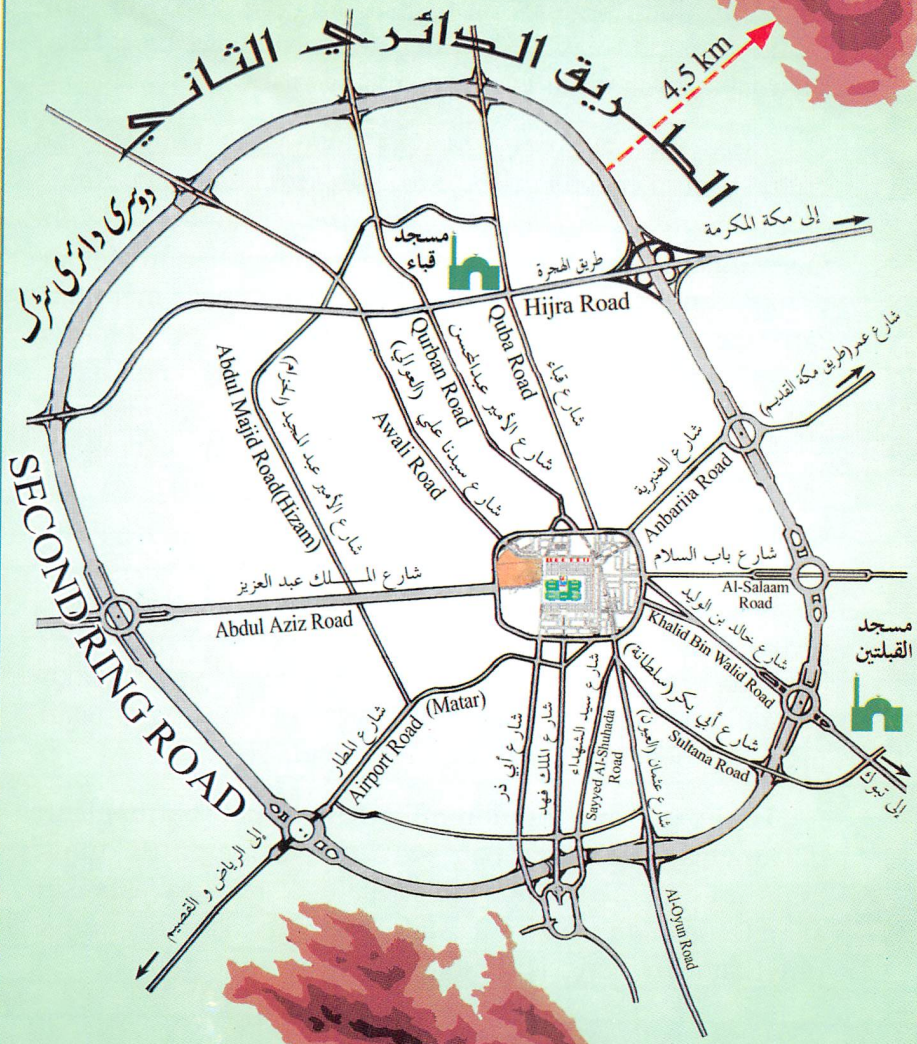 الطريق الدائري الثاني
4.5 km
دوسری دائری سڑک
إلى مكة المكرمة
مسجد
قباء
طريق الهجرة
Hijra Road
شارع عمر (طريق مكة القديم)
Quba Road
شارع قباء
Qurban Road
شارع الأمير عبدالمحسن
Awali Road
شارع سيدنا علي (العوالي)
Abdul Majid Road(Hizam)
شارع الأمير عبد المجيد (الحزام)
شارع العنبرية
Anbariia Road
SECOND RING ROAD
شارع الملك عبد العزيز
Abdul Aziz Road
شارع باب السلام
Al-Salaam
Road
شارع خالد بن الوليد
Khalid Bin Walid Road
مسجد
القبلتين
شارع أبي بكر (سلطانة)
Sultana Road
إلى تبوك
شارع المطار
Airport Road (Matar)
شارع أبي ذر
شارع الملك فهد
شارع سيد الشهداء
Sayyed Al-Shuhada
Road
شارع عثمان (العيون)
Al-Oyun Road
إلى الرياض و القصيم